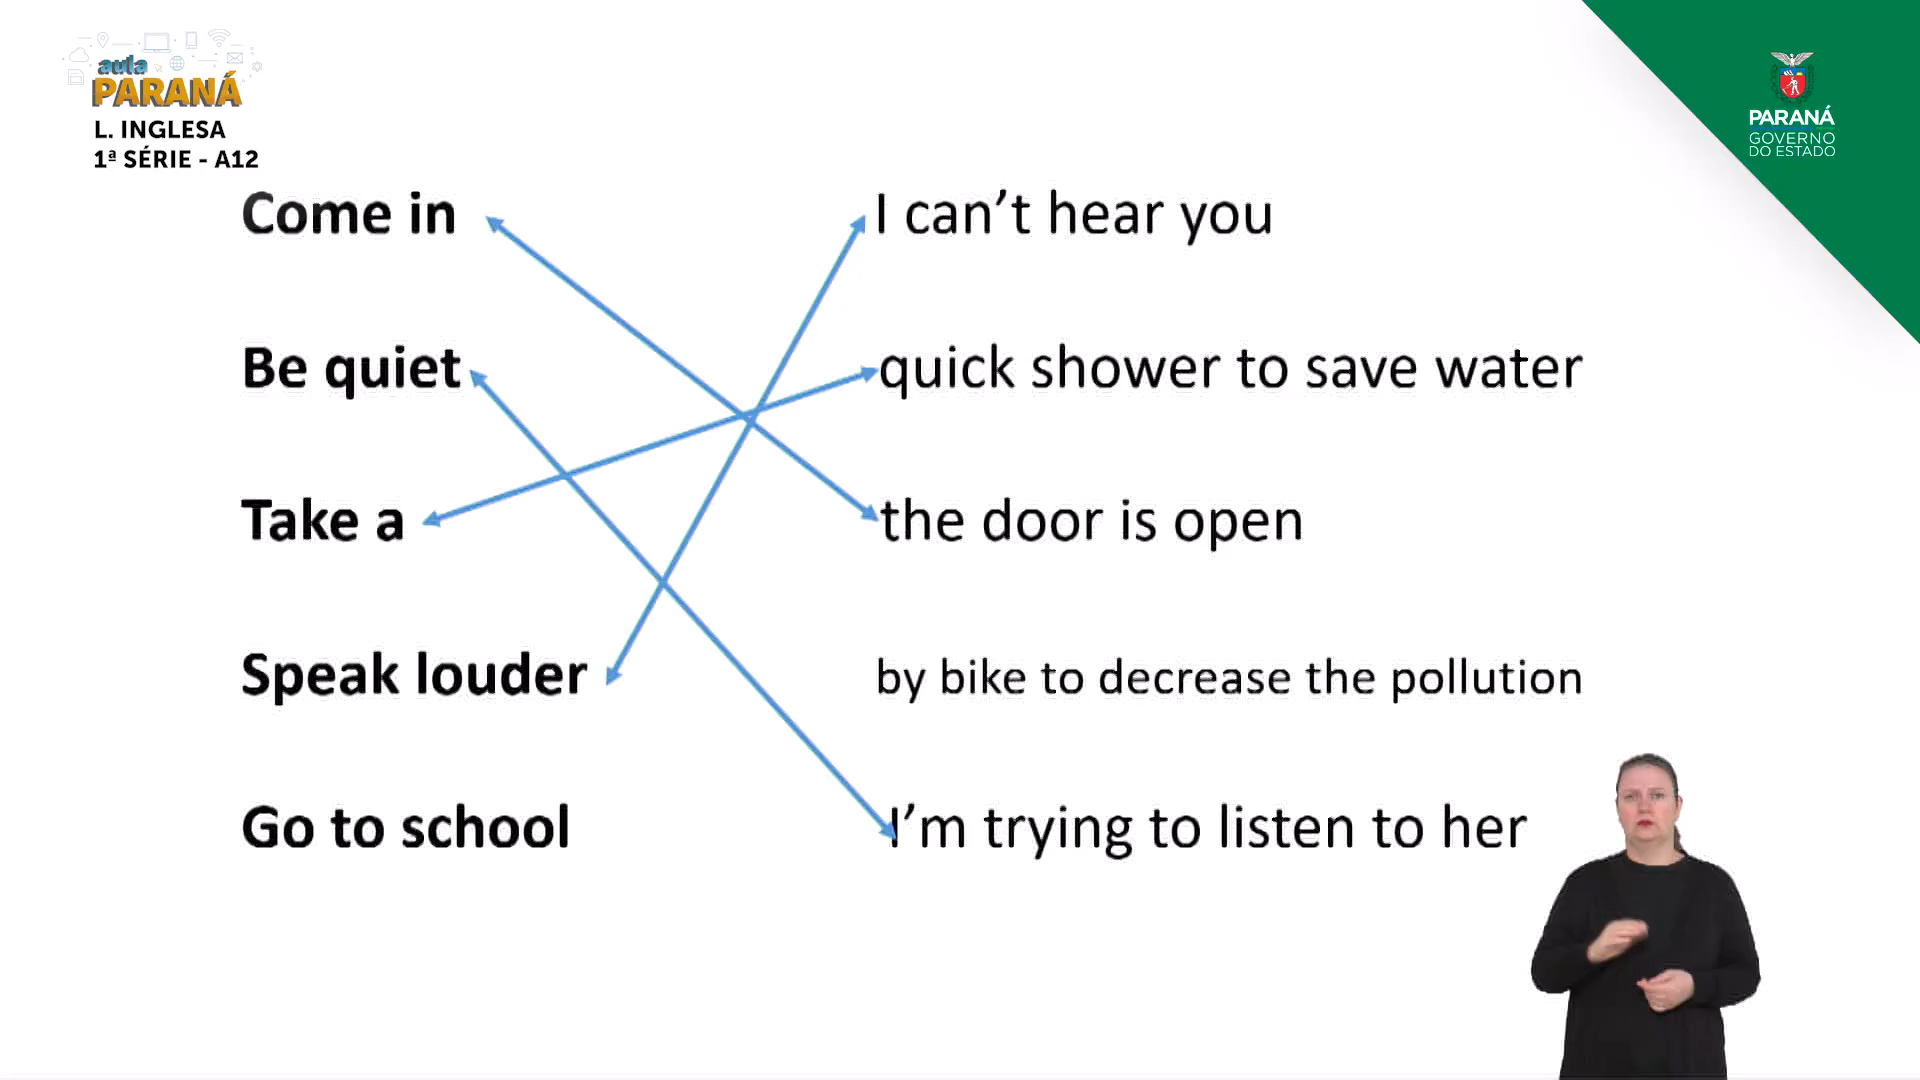 aula
PARANÁ
L. INGLESA
1ª SÉRIE - A12
PARANÁ
GOVERNO
DO ESTADO
Come in
I can’t hear you
Be quiet
quick shower to save water
Take a
the door is open
Speak louder
by bike to decrease the pollution
Go to school
I’m trying to listen to her